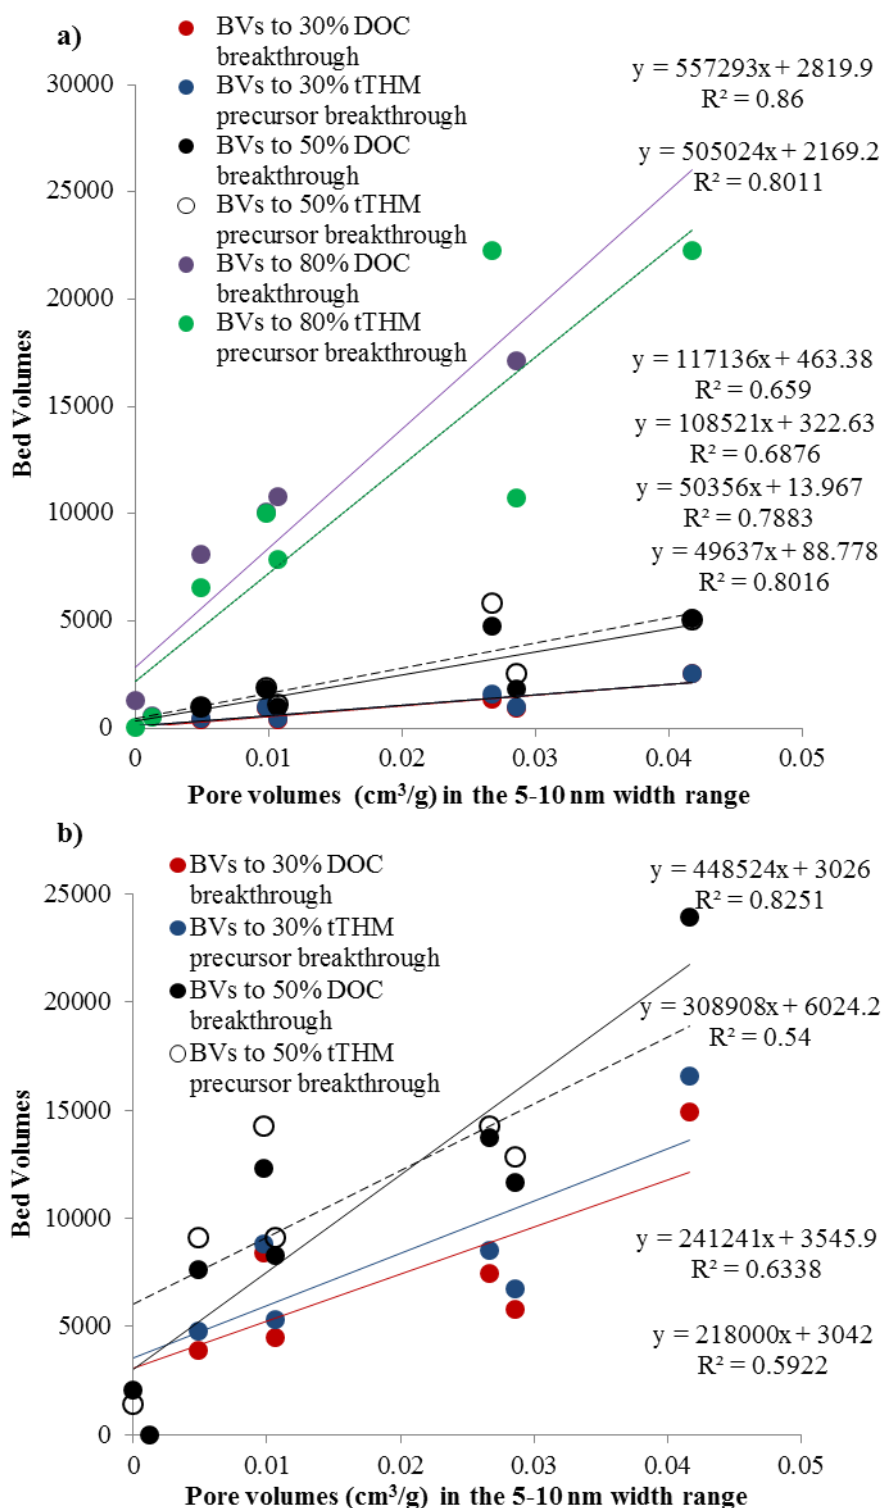 a)
BVs to 30% DOC
breakthrough
BVs to 30% tTHM
precursor breakthrough
BVs to 50% DOC
breakthrough
BVs to 50% tTHM
precursor breakthrough
BVs to 80% DOC
breakthrough
BVs to 80% tTHM
precursor breakthrough
y = 557293x + 2819.9
R² = 0.86
y = 505024x + 2169.2
R² = 0.8011
y = 117136x + 463.38
R² = 0.659
y = 108521x + 322.63
R² = 0.6876
y = 50356x + 13.967
R² = 0.7883
y = 49637x + 88.778
R² = 0.8016
30000
25000
20000
15000
10000
5000
0
Bed Volumes
0
0.01
0.02
0.03
0.04
0.05
Pore volumes (cm³/g) in the 5-10 nm width range
b)
BVs to 30% DOC
breakthrough
BVs to 30% tTHM
precursor breakthrough
BVs to 50% DOC
breakthrough
BVs to 50% tTHM
precursor breakthrough
y = 448524x + 3026
R² = 0.8251
y = 308908x + 6024.2
R² = 0.54
y = 241241x + 3545.9
R² = 0.6338
y = 218000x + 3042
R² = 0.5922
25000
20000
15000
10000
5000
0
Bed Volumes
0
0.01
0.02
0.03
0.04
0.05
Pore volumes (cm³/g) in the 5-10 nm width range